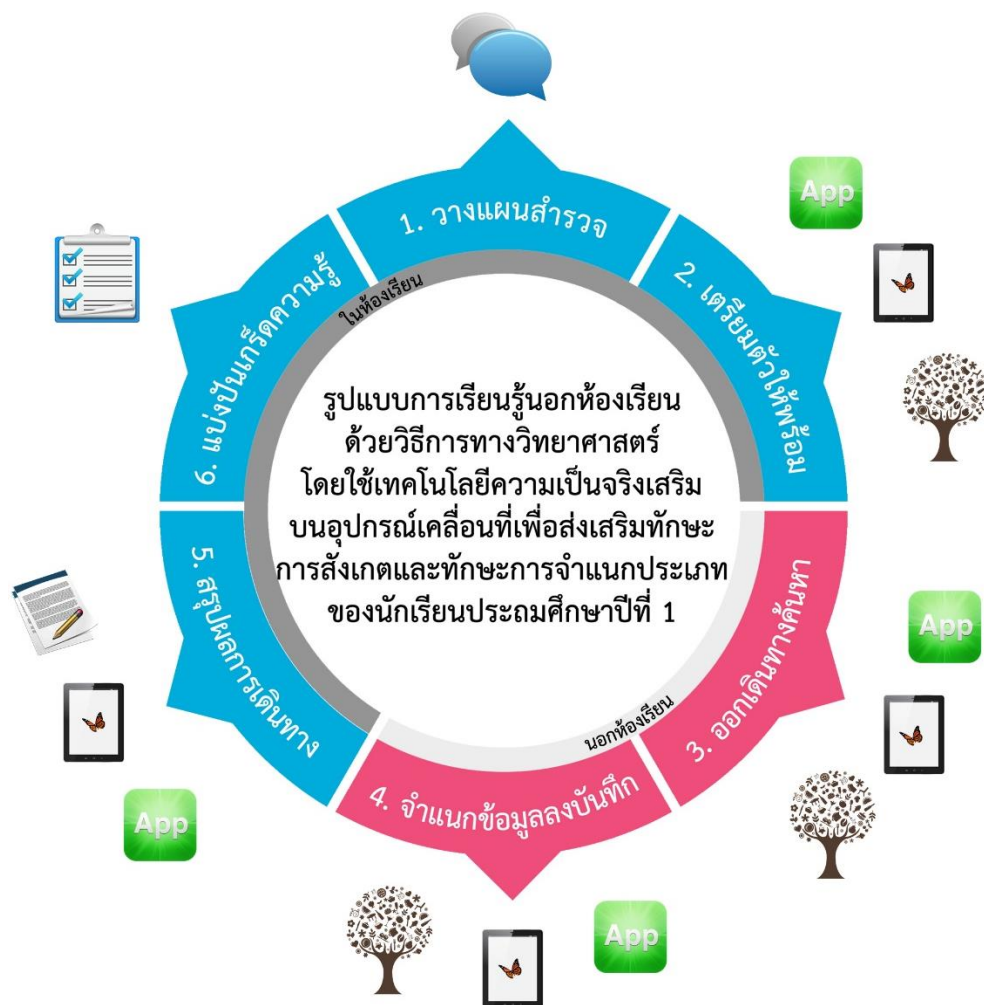 1. วางแผนสำรวจ
2. เตรียมตัวให้พร้อม
3. ออกเดินทางค้นหา
4. จำแนกข้อมูลลงบันทึก
5. สรุปผลการเดินทาง
6. แบ่งปันเกร็ดความรู้
ในห้องเรียน
นอกห้องเรียน
รูปแบบการเรียนรู้นอกห้องเรียน
ด้วยวิธีการทางวิทยาศาสตร์
โดยใช้เทคโนโลยีความเป็นจริงเสริม
บนอุปกรณ์เคลื่อนที่เพื่อส่งเสริมทักษะ
การสังเกตและทักษะการจำแนกประเภท
ของนักเรียนประถมศึกษาปีที่ 1
App
App
App
App